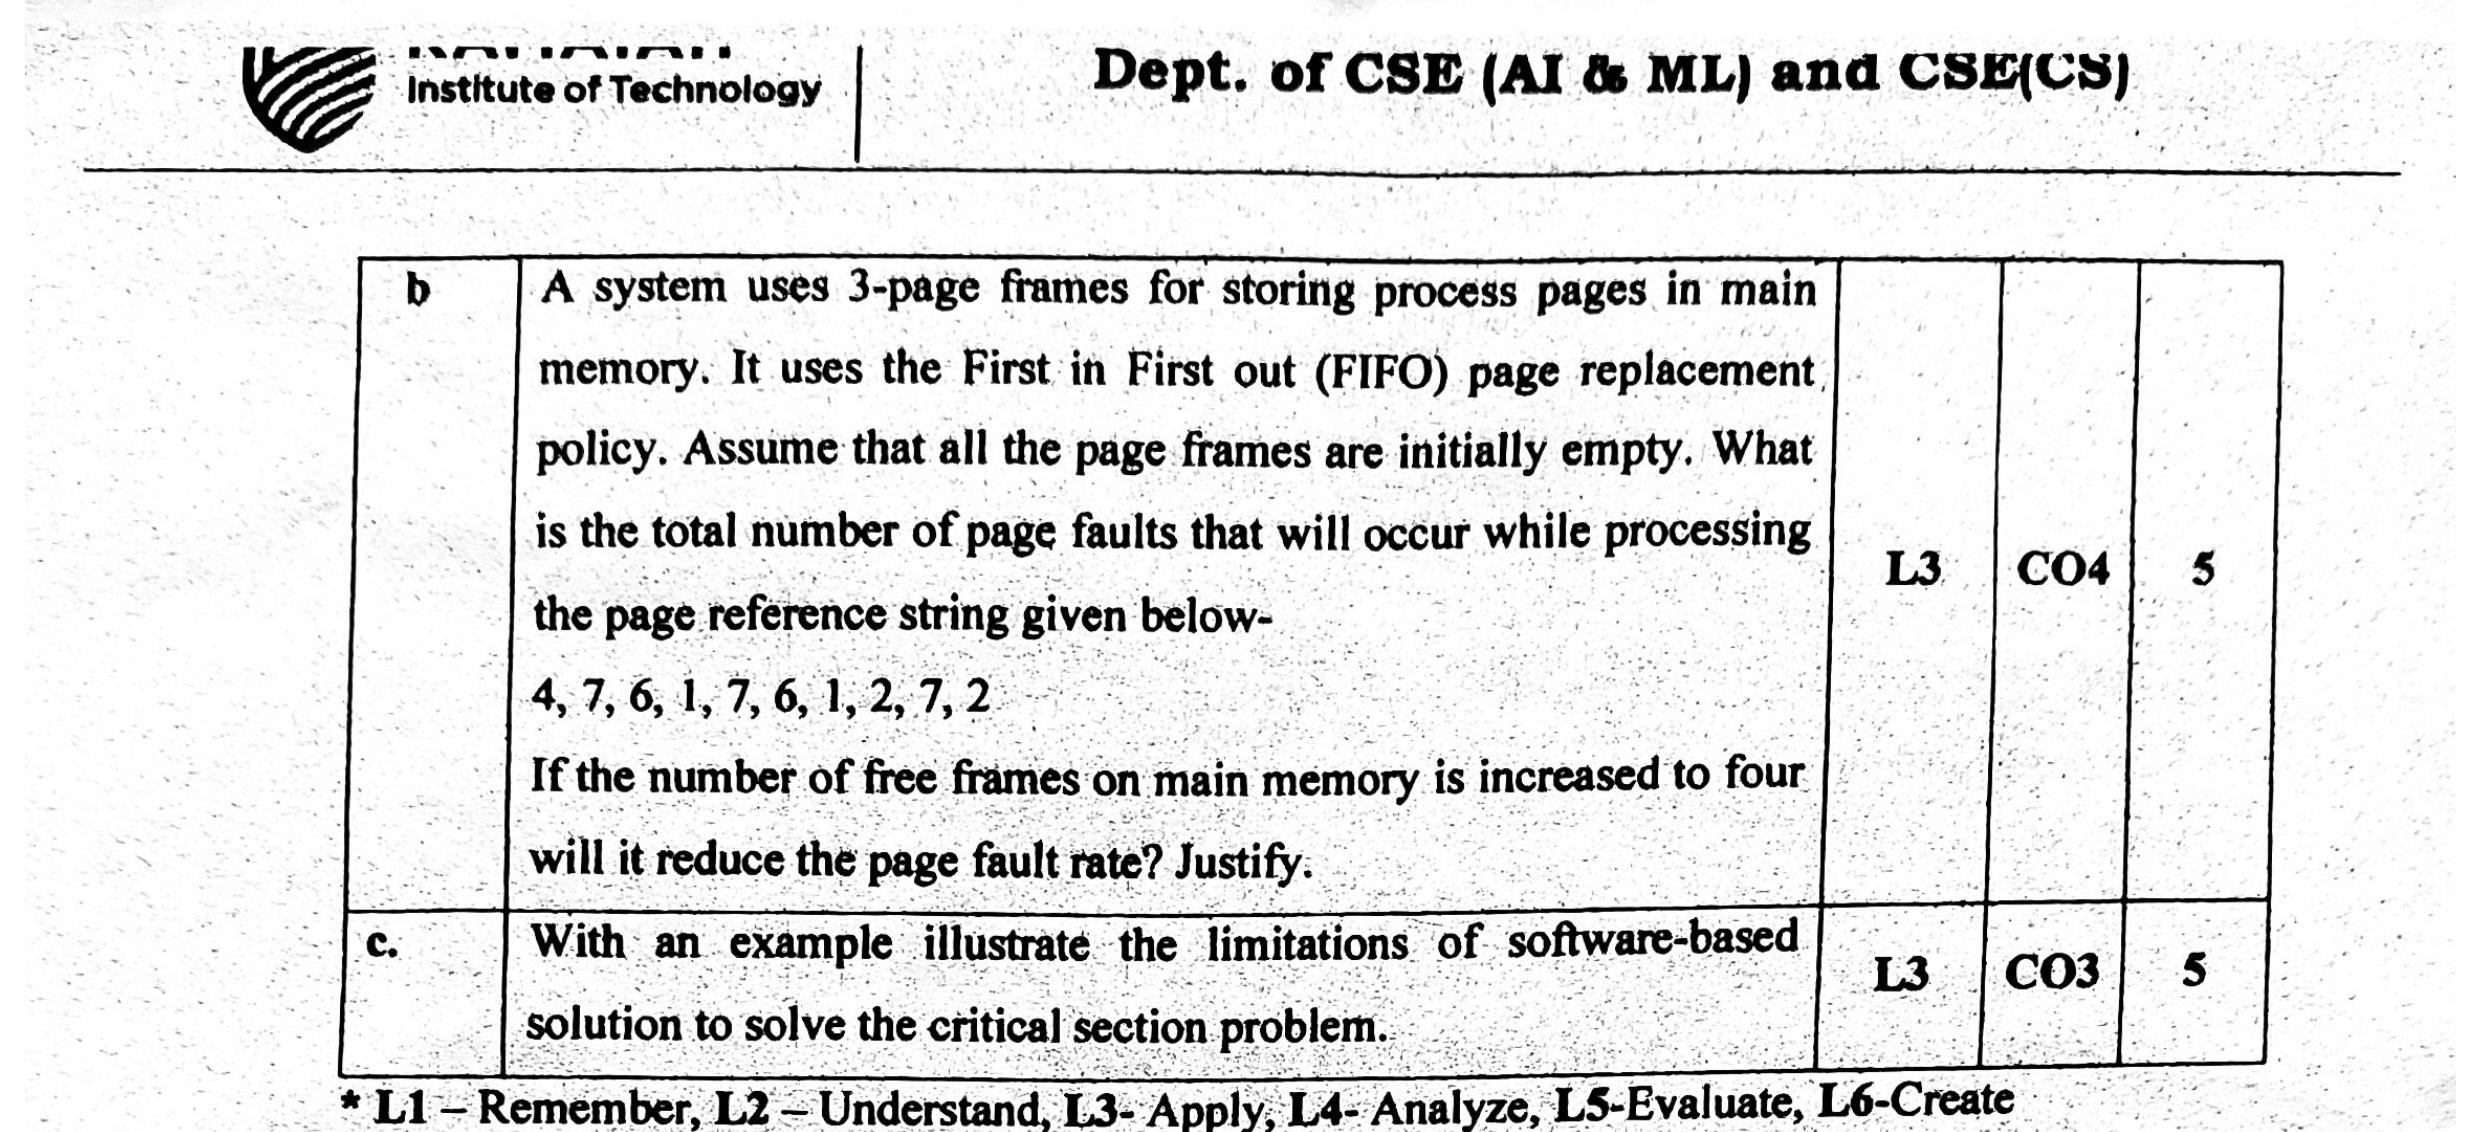 Institute of Technology
Dept. of CSE (AI & ML) and CSE(CS)
b
A system uses 3-page frames for storing process pages in main
memory. It uses the First in First out (FIFO) page replacement
policy. Assume that all the page frames are initially empty. What
is the total number of page faults that will occur while processing
the page reference string given below-
4, 7, 6, 1, 7, 6, 1, 2, 7, 2
If the number of free frames on main memory is increased to four
will it reduce the page fault rate? Justify.
L3
CO4
5
c.
With an example illustrate the limitations of software-based
solution to solve the critical section problem.
L3
CO3
5
* L1 – Remember, L2 – Understand, L3- Apply, L4- Analyze, L5-Evaluate, L6-Create